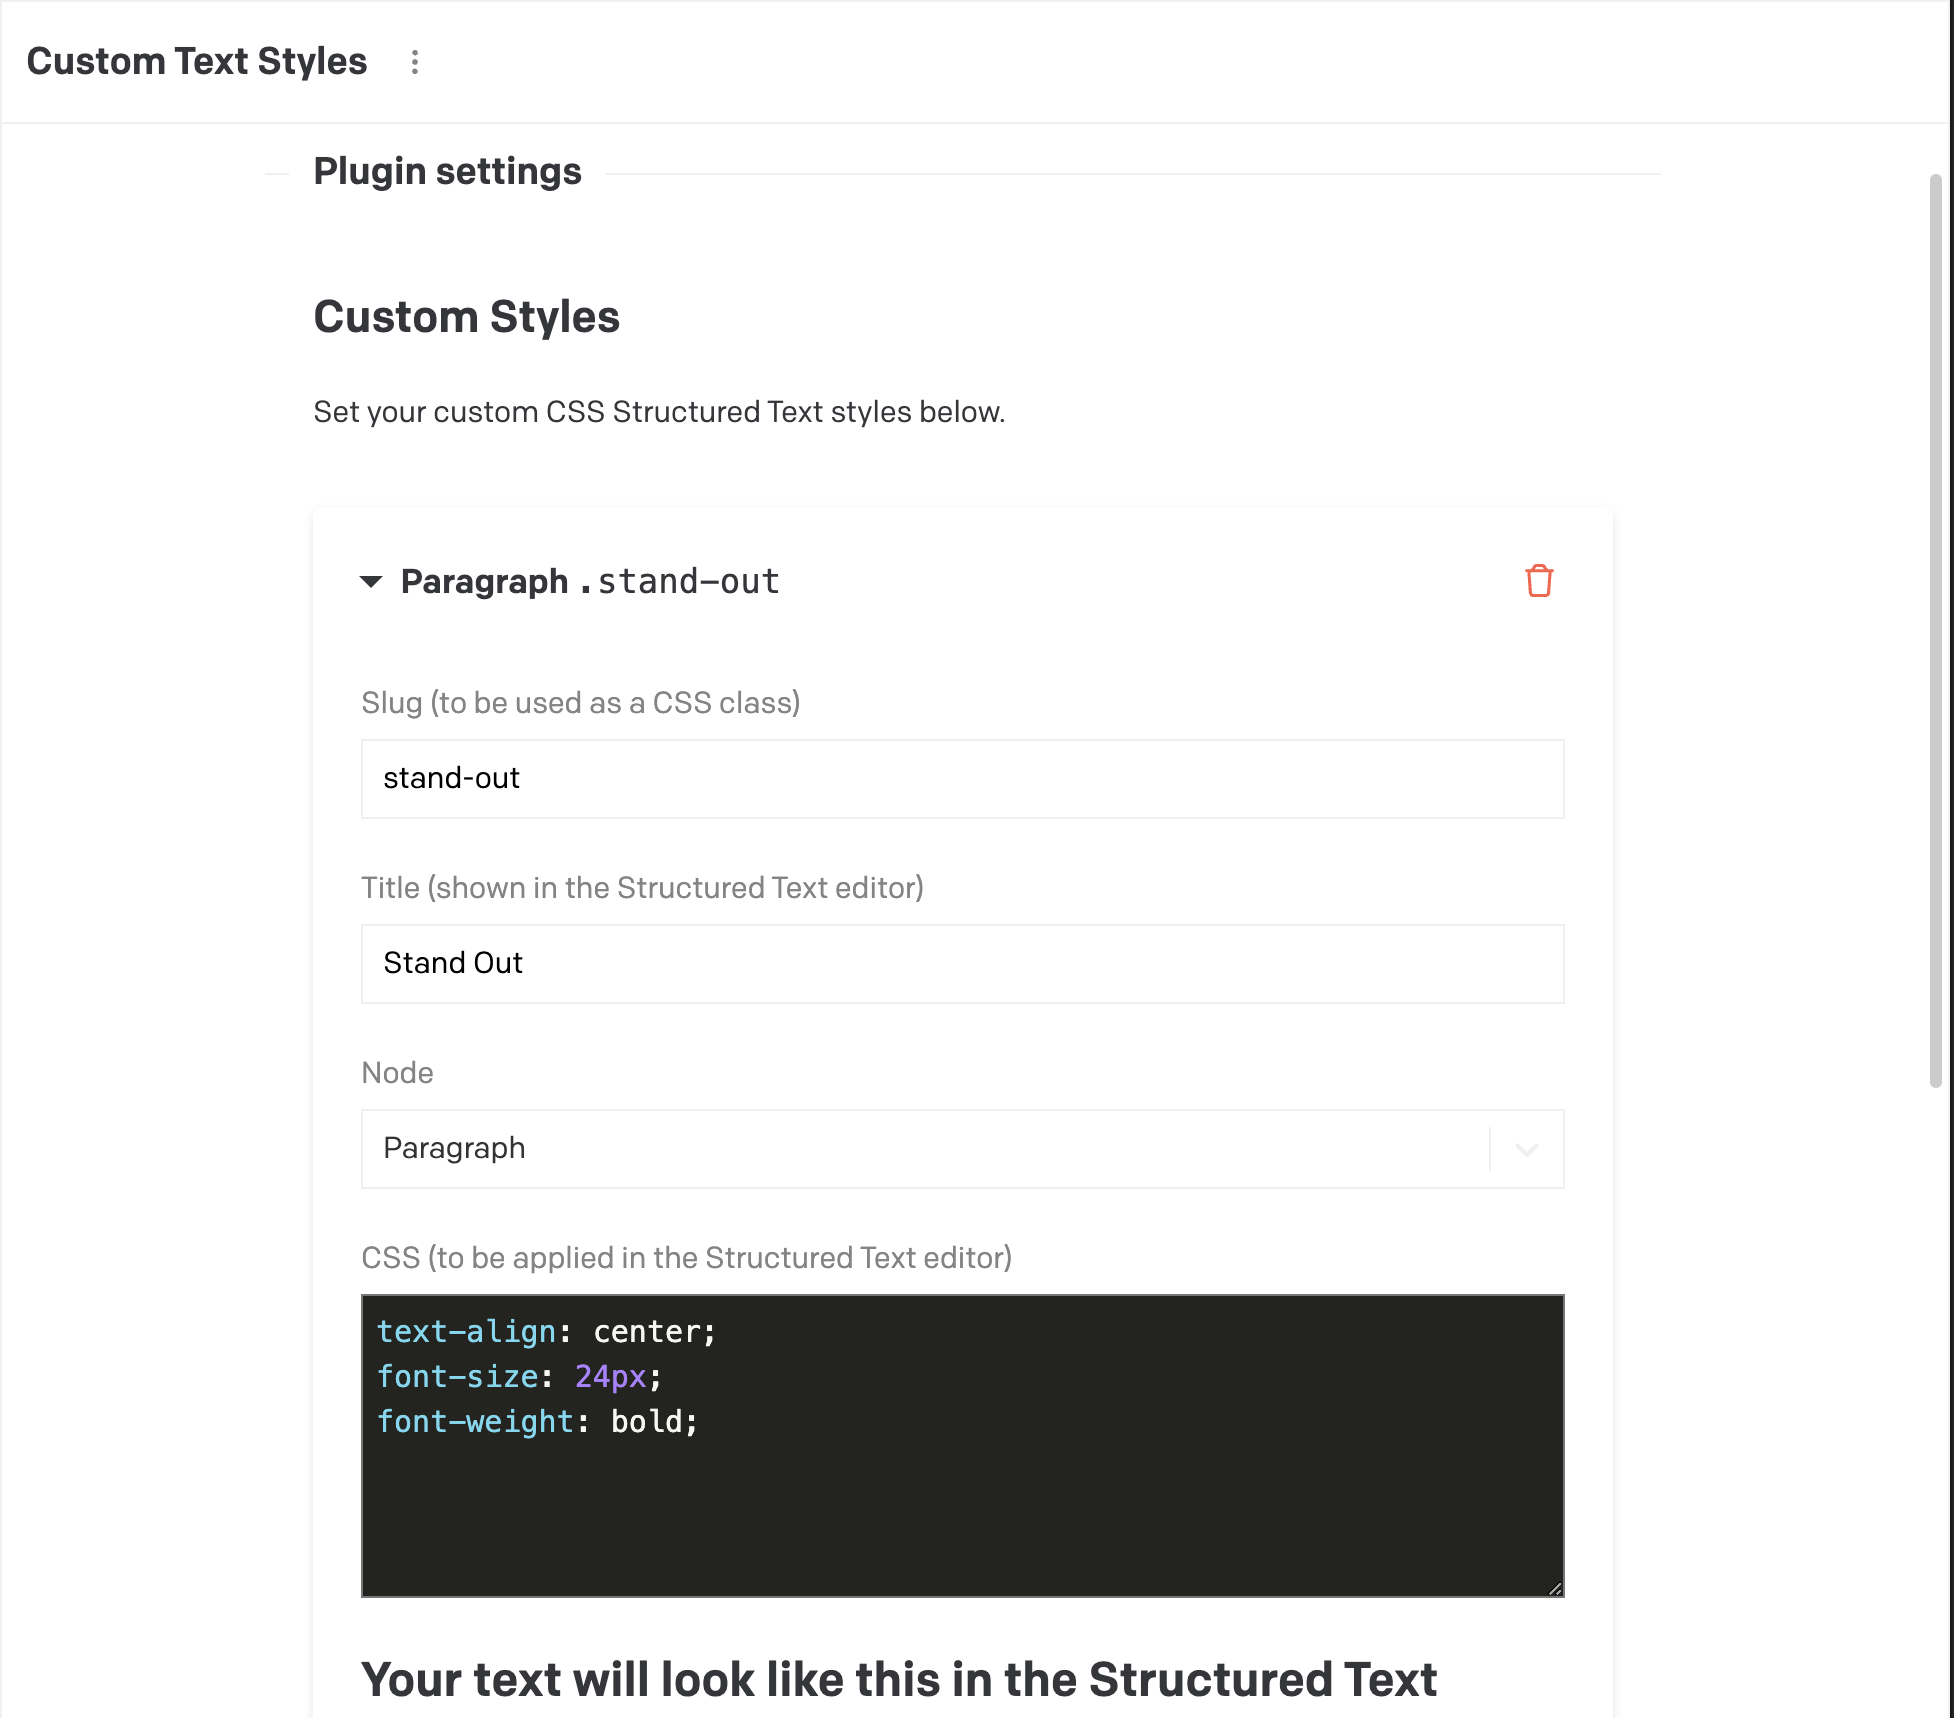 Custom Text Styles
Plugin settings
Custom Styles
Set your custom CSS Structured Text styles below.
Paragraph .stand-out
Slug (to be used as a CSS class)
stand-out
Title (shown in the Structured Text editor)
Stand Out
Node
Paragraph
CSS (to be applied in the Structured Text editor)
text-align: center;
font-size: 24px;
font-weight: bold;
Your text will look like this in the Structured Text